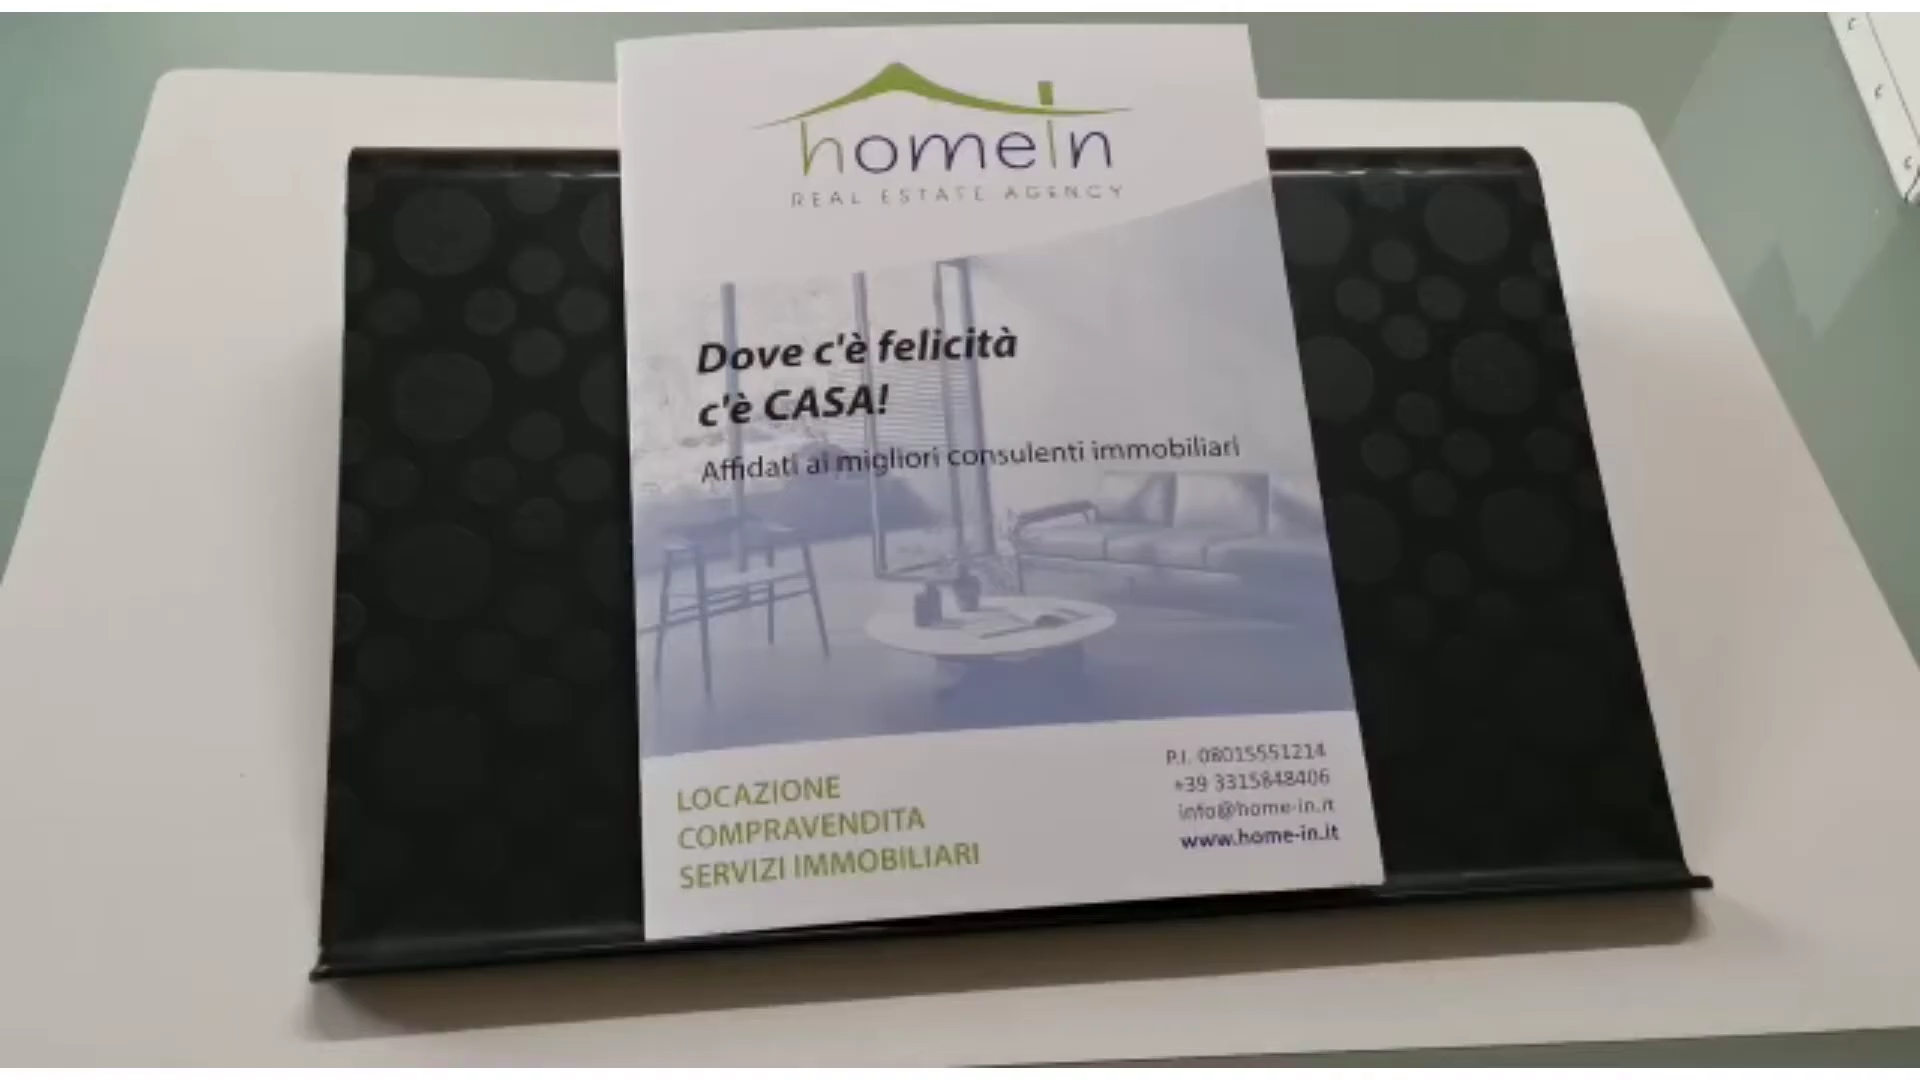 homein
REAL ESTATE AGENCY
Dove c'è felicità
c'è CASA!
Affidati ai migliori consulenti immobiliari
LOCAZIONE
COMPRAVENDITA
SERVIZI IMMOBILIARI
P.I. 08015551214
+39 3315848406
info@home-in.it
www.home-in.it